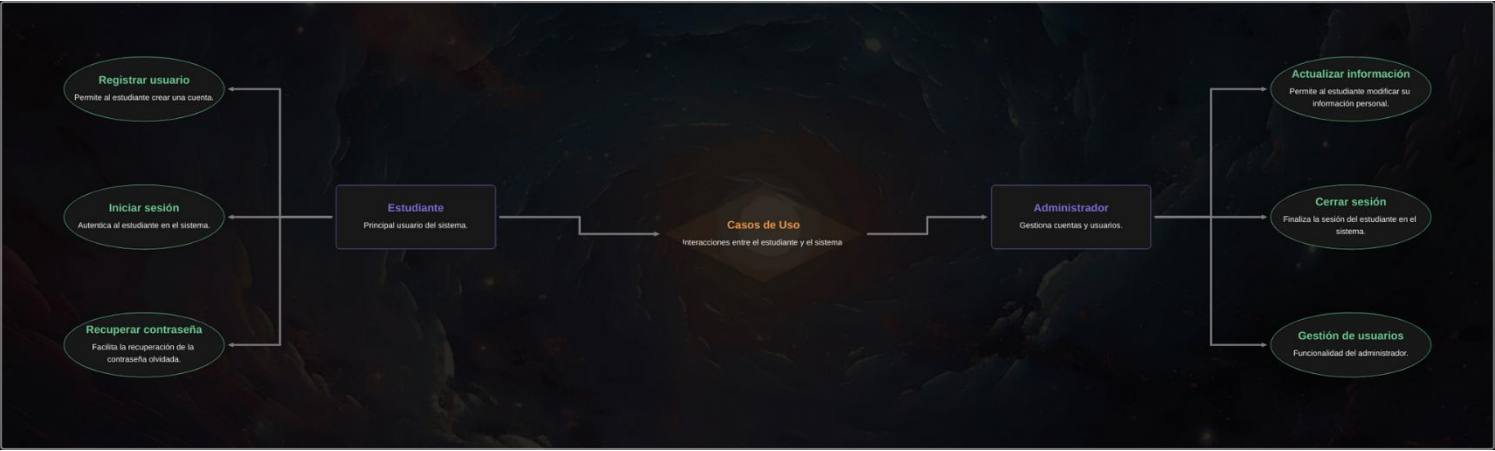 Registrar usuario
Permite al estudiante crear una cuenta.
Iniciar sesión
Autentica al estudiante en el sistema.
Recuperar contraseña
Facilita la recuperación de la
contraseña olvidada.
Estudiante
Principal usuario del sistema.
Casos de Uso
Interacciones entre el estudiante y el sistema
Administrador
Gestiona cuentas y usuarios.
Actualizar información
Permite al estudiante modificar su
información personal.
Cerrar sesión
Finaliza la sesión del estudiante en el
sistema.
Gestión de usuarios
Funcionalidad del administrador.